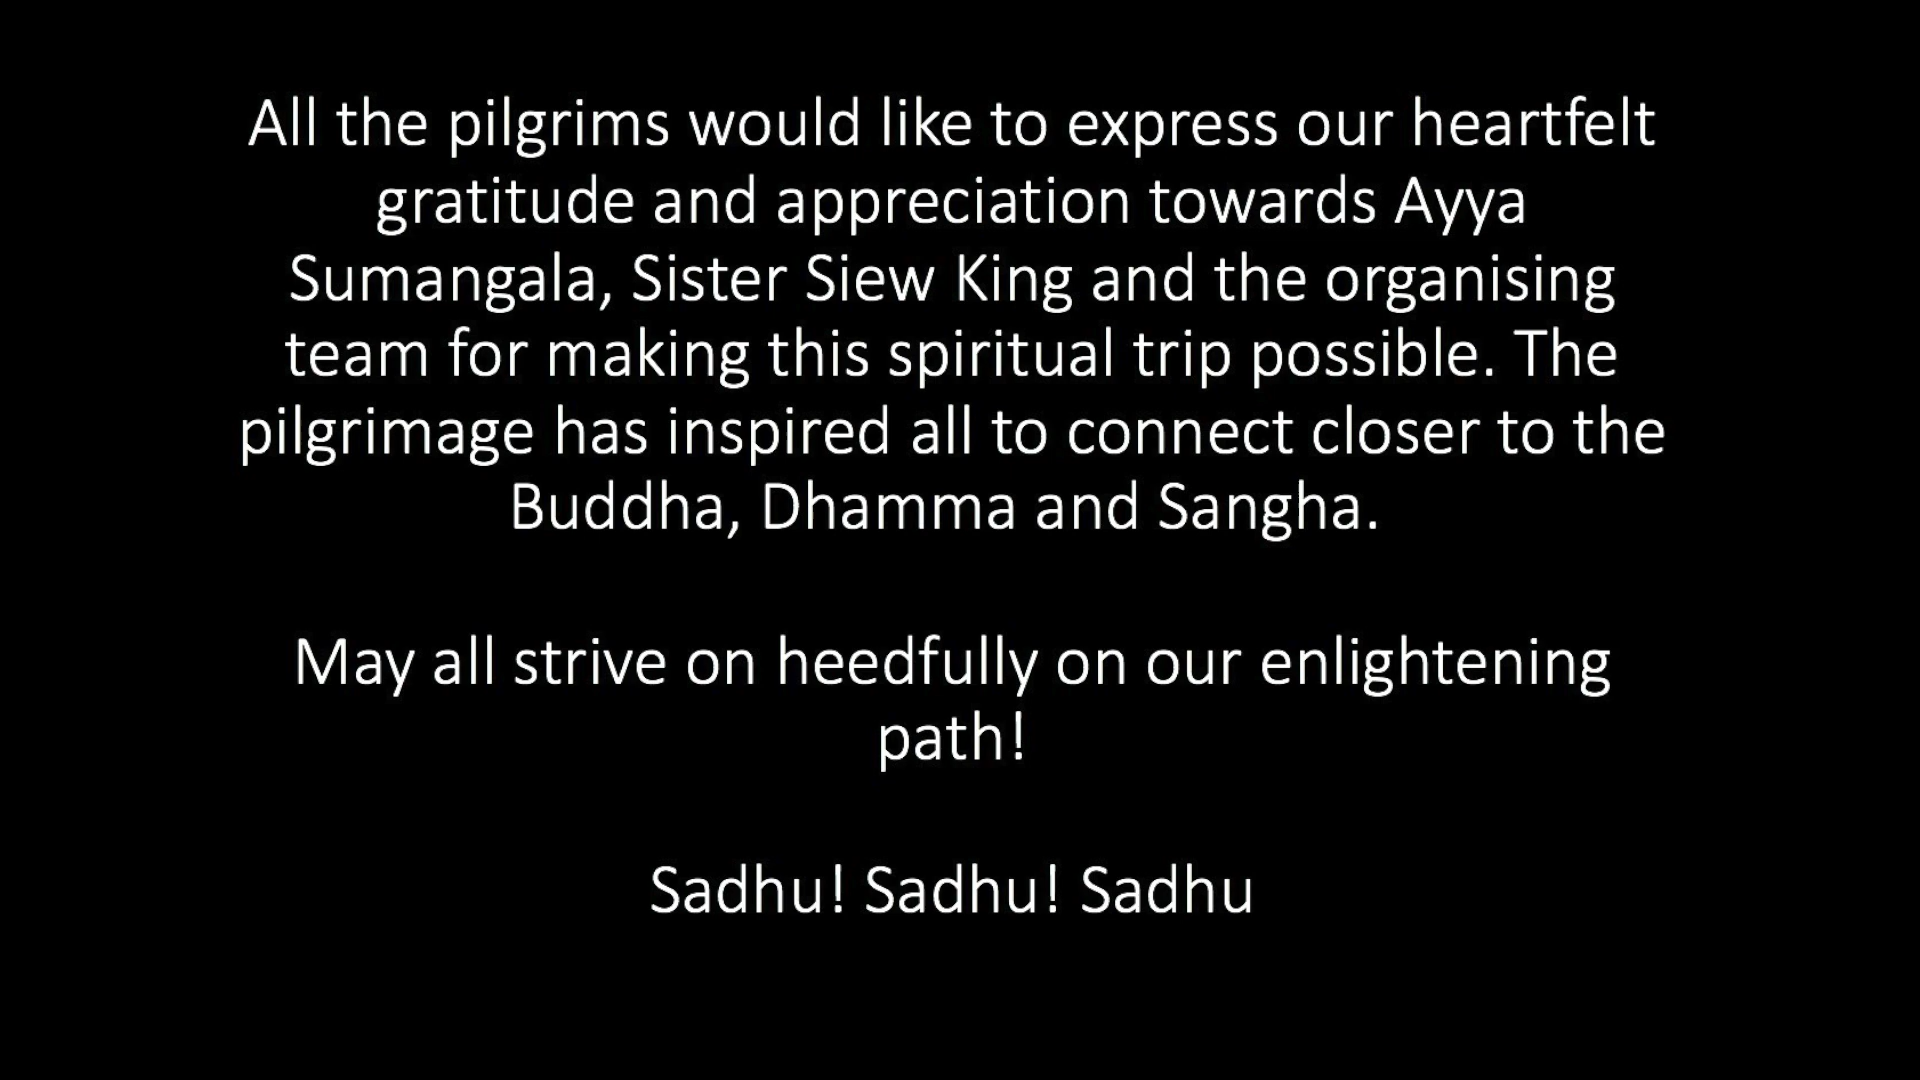 All the pilgrims would like to express our heartfelt
gratitude and appreciation towards Ayya
Sumangala, Sister Siew King and the organising
team for making this spiritual trip possible. The
pilgrimage has inspired all to connect closer to the
Buddha, Dhamma and Sangha.
May all strive on heedfully on our enlightening
path!
Sadhu! Sadhu! Sadhu